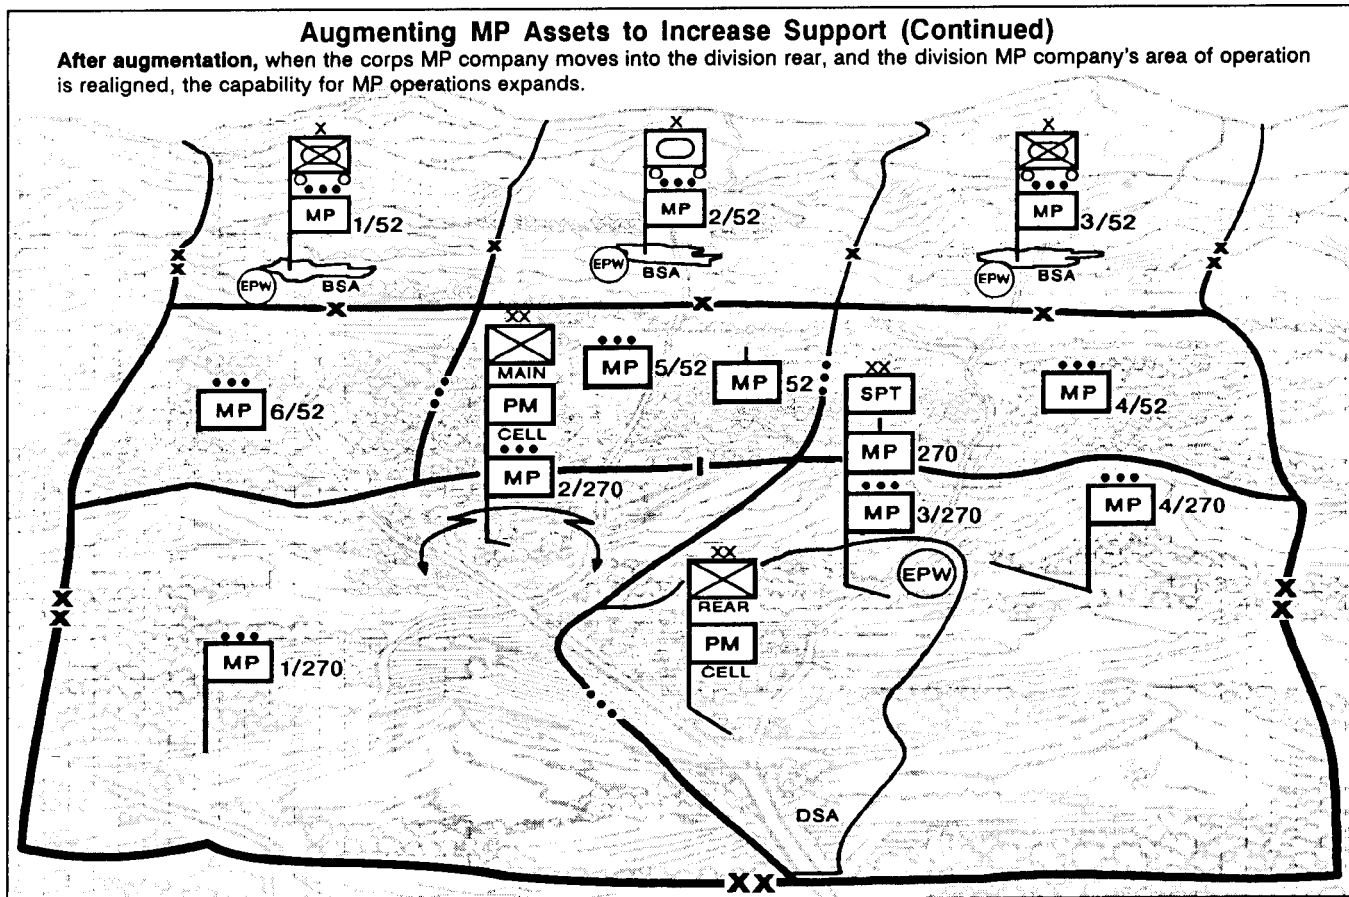 Augmenting MP Assets to Increase Support (Continued)
After augmentation, when the corps MP company moves into the division rear, and the division MP company's area of operation
is realigned, the capability for MP operations expands.
X
MP 1/52
EPW
BSA
X
MP 2/52
EPW
BSA
X
MP 3/52
EPW
BSA
X
X
X
X
X
X
X
X
X
XX
MAIN
PM
CELL
MP 2/270
MP 5/52
MP 52
MP 6/52
XX
SPT
MP 270
MP 3/270
MP 4/52
MP 4/270
I
EPW
XX
REAR
PM
CELL
MP 1/270
X
X
X
X
DSA
XX